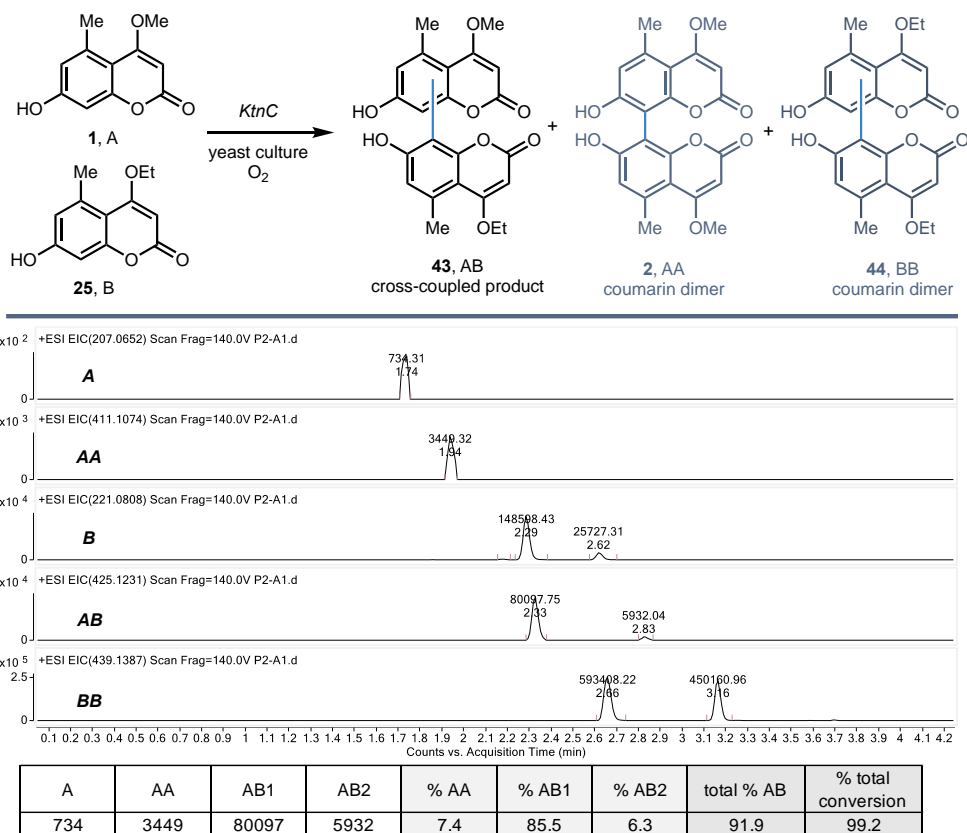 Me OMe
HO O O
1, A
Me OEt
HO O O
25, B
KtnC
yeast culture
O2
Me OMe
HO O O
HO O O
Me OEt
43, AB
cross-coupled product
+
Me OMe
HO O O
HO O O
Me OMe
2, AA
coumarin dimer
+
Me OEt
HO O O
HO O O
Me OEt
44, BB
coumarin dimer
x10 2 +ESI EIC(207.0652) Scan Frag=140.0V P2-A1.d
A
734.31
1.74
0
x10 3 +ESI EIC(411.1074) Scan Frag=140.0V P2-A1.d
AA
3449.32
1.94
0
x10 4 +ESI EIC(221.0808) Scan Frag=140.0V P2-A1.d
B
148598.43 25727.31
2.29 2.62
0
x10 4 +ESI EIC(425.1231) Scan Frag=140.0V P2-A1.d
AB
80097.75 5932.04
2.33 2.83
0
x10 5 +ESI EIC(439.1387) Scan Frag=140.0V P2-A1.d
2.5
BB
593408.22 450160.96
2.66 3.16
0
0.1 0.2 0.3 0.4 0.5 0.6 0.7 0.8 0.9 1 1.1 1.2 1.3 1.4 1.5 1.6 1.7 1.8 1.9 2 2.1 2.2 2.3 2.4 2.5 2.6 2.7 2.8 2.9 3 3.1 3.2 3.3 3.4 3.5 3.6 3.7 3.8 3.9 4 4.1 4.2
Counts vs. Acquisition Time (min)
A AA AB1 AB2 % AA % AB1 % AB2 total % AB % total conversion
734 3449 80097 5932 7.4 85.5 6.3 91.9 99.2